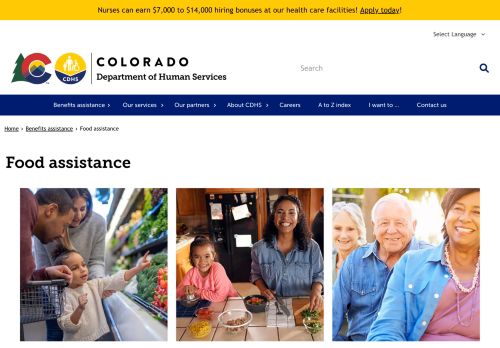 Nurses can earn $7,000 to $14,000 hiring bonuses at our health care facilities! Apply today!
Select Language
COLORADO
Department of Human Services
CDHS
Search
Benefits assistance › Our services › Our partners › About CDHS › Careers A to Z index I want to ... Contact us
Home › Benefits assistance › Food assistance
Food assistance